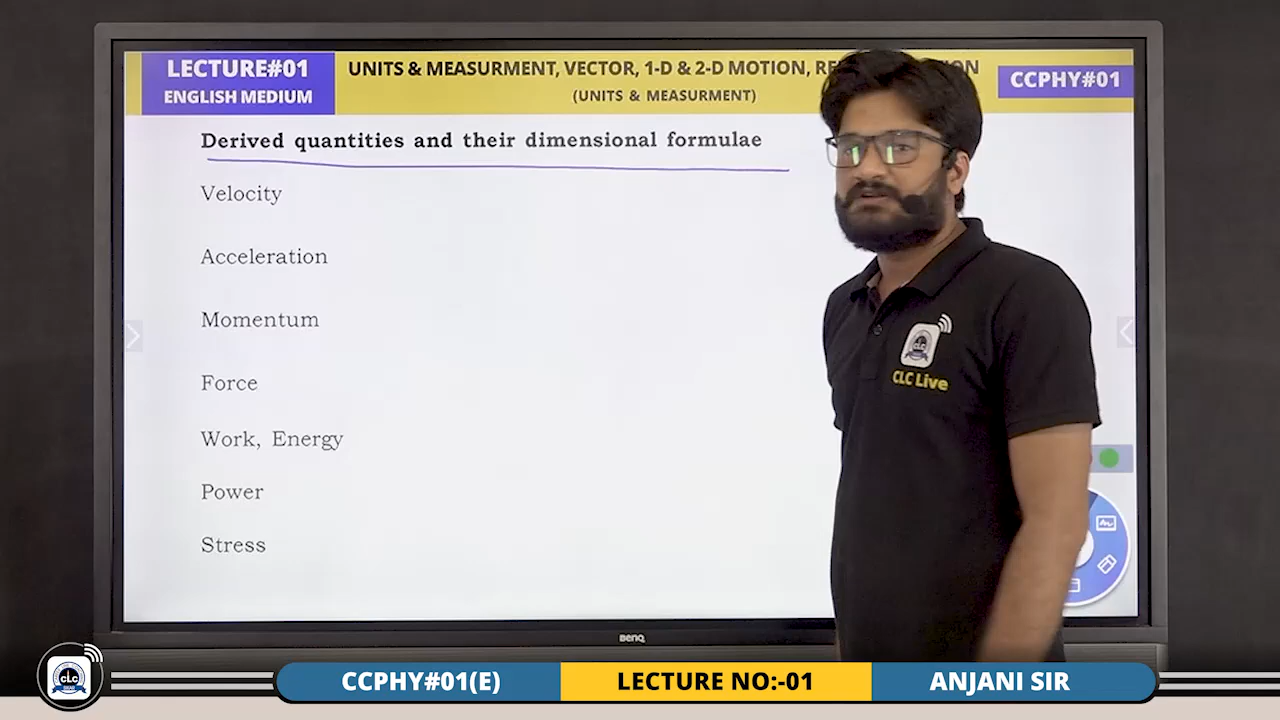 LECTURE#01
ENGLISH MEDIUM
UNITS & MEASURMENT, VECTOR, 1-D & 2-D MOTION,
(UNITS & MEASURMENT)
CCPHY#01
Derived quantities and their dimensional formulae
Velocity
Acceleration
Momentum
Force
Work, Energy
Power
Stress
CLC
CLC Live
BenQ
CLC
CCPHY#01(E)
LECTURE NO:-01
ANJANI SIR